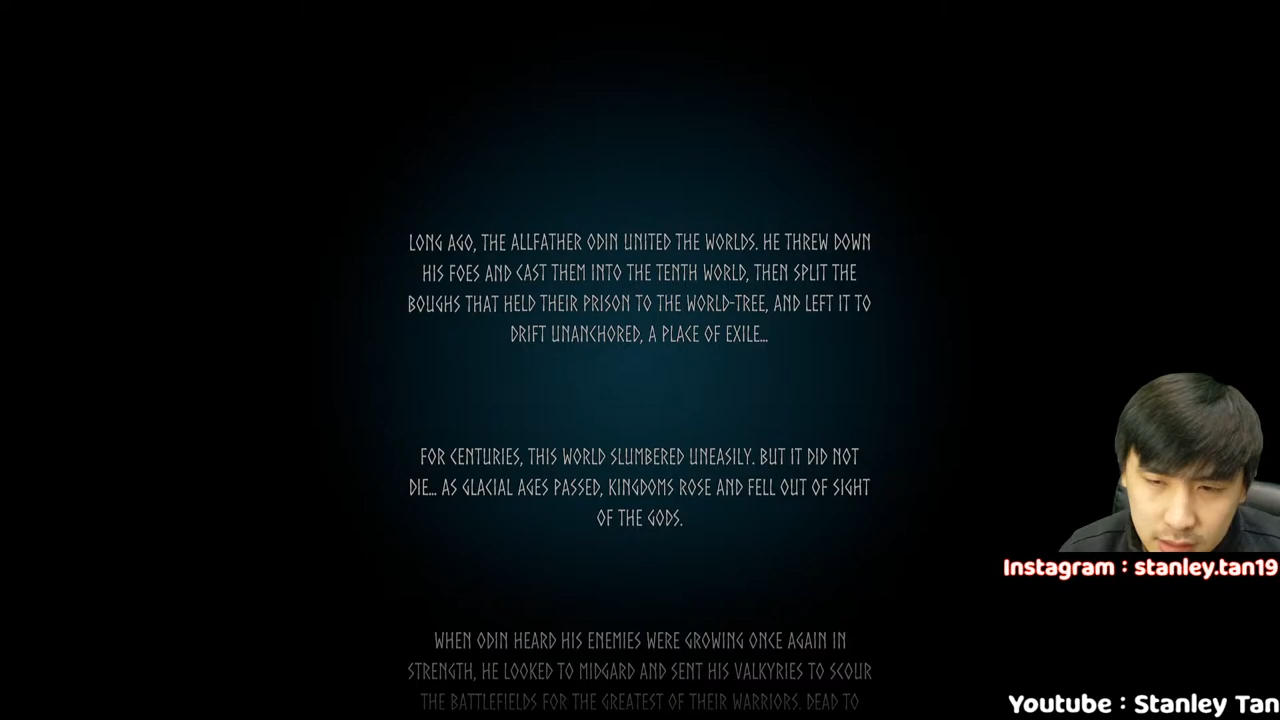 LONG AGO, THE ALLFATHER ODIN UNITED THE WORLDS. HE THREW DOWN
HIS FOES AND CAST THEM INTO THE TENTH WORLD, THEN SPLIT THE
BOUGHS THAT HELD THEIR PRISON TO THE WORLD-TREE, AND LEFT IT TO
DRIFT UNANCHORED, A PLACE OF EXILE...
FOR CENTURIES, THIS WORLD SLUMBERED UNEASILY. BUT IT DID NOT
DIE... AS GLACIAL AGES PASSED, KINGDOMS ROSE AND FELL OUT OF SIGHT
OF THE GODS.
WHEN ODIN HEARD HIS ENEMIES WERE GROWING ONCE AGAIN IN
STRENGTH, HE LOOKED TO MIDGARD AND SENT HIS VALKYRIES TO SCOUR
THE BATTLEFIELDS FOR THE GREATEST OF THEIR WARRIORS. DEAD TO
Instagram : stanley.tan19
Youtube : Stanley Tan